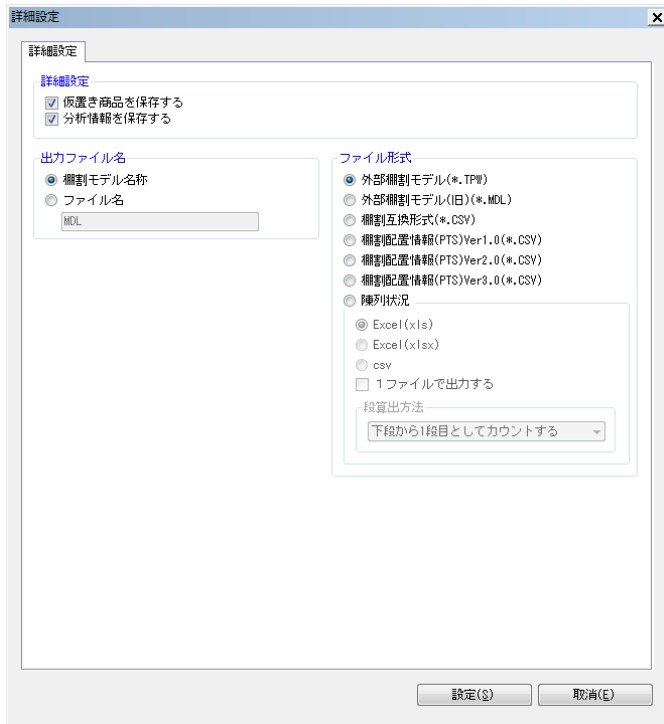 詳細設定
詳細設定
詳細設定
仮置き商品を保存する
分析情報を保存する
出力ファイル名
棚割モデル名称
ファイル名
MDL
ファイル形式
外部棚割モデル(*.TPW)
外部棚割モデル(旧)(*.MDL)
棚割互換形式(*.CSV)
棚割配置情報(PTS)Ver1.0(*.CSV)
棚割配置情報(PTS)Ver2.0(*.CSV)
棚割配置情報(PTS)Ver3.0(*.CSV)
陳列状況
Excel(xls)
Excel(xlsx)
csv
１ファイルで出力する
段算出方法
下段から1段目としてカウントする
設定(S)
取消(E)